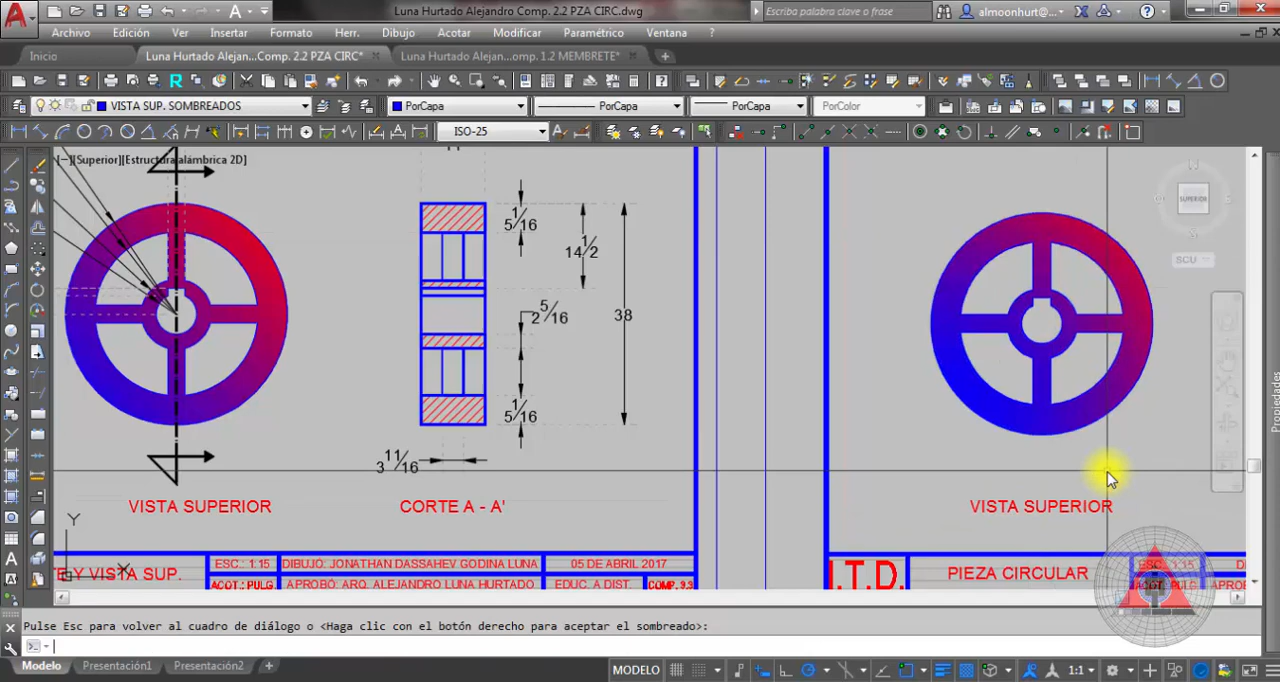 Luna Hurtado Alejandro Comp. 2.2 PZA CIRC.dwg
Escriba palabra clave o frase
almoonhurt@...
Archivo Edición Ver Insertar Formato Herr. Dibujo Acotar Modificar Paramétrico Ventana ?
Inicio
Luna Hurtado Alejan...Comp. 2.2 PZA CIRC*
Luna Hurtado Alejan...omp. 1.2 MEMBRETE*
VISTA SUP. SOMBREADOS
PorCapa
PorCapa
PorCapa
PorColor
ISO-25
[−][Superior][Estructura alámbrica 2D]
SUPERIOR
SCU
Propiedades
1
5/16
14 1/2
2 5/16
38
1
5/16
3 11/16
VISTA SUPERIOR
CORTE A - A'
VISTA SUPERIOR
Y
X
E Y VISTA SUP.
ESC.: 1:15
DIBUJÓ: JONATHAN DASSAHEV GODINA LUNA
05 DE ABRIL 2017
ACOT.: PULG.
APROBÓ: ARQ. ALEJANDRO LUNA HURTADO
EDUC. A DIST.
COMP. 3.3
I.T.D.
PIEZA CIRCULAR
Pulse Esc para volver al cuadro de diálogo o <Haga clic con el botón derecho para aceptar el sombreado>:
Modelo
Presentación1
Presentación2
MODELO
1:1